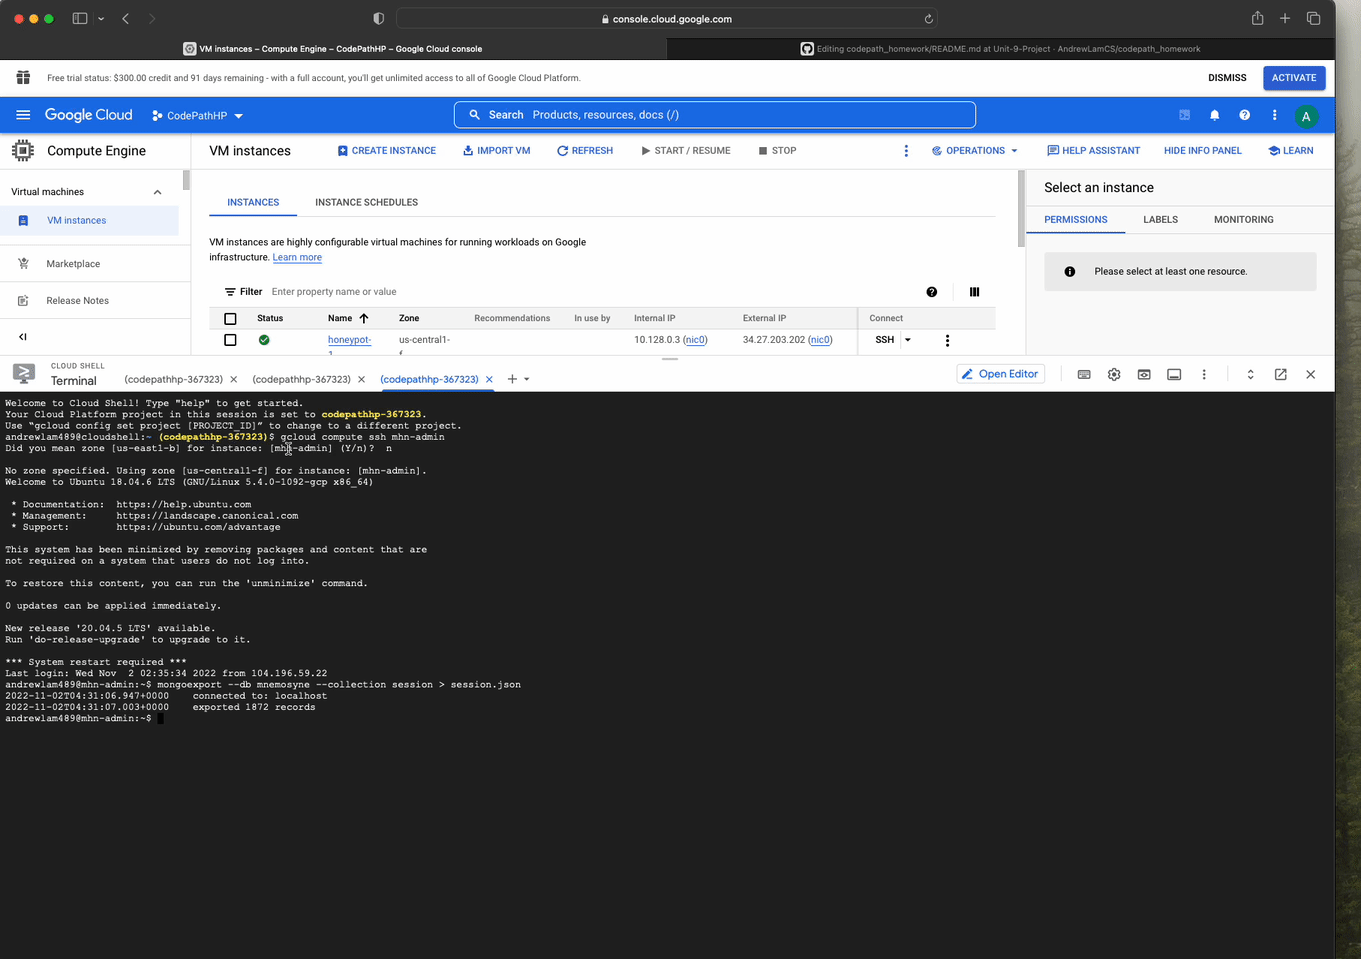 console.cloud.google.com
VM instances – Compute Engine – CodePathHP – Google Cloud console
Editing codepath_homework/README.md at Unit-9-Project · AndrewLamCS/codepath_homework
Free trial status: $300.00 credit and 91 days remaining - with a full account, you'll get unlimited access to all of Google Cloud Platform.
DISMISS
ACTIVATE
Google Cloud
CodePathHP
Search Products, resources, docs (/)
A
Compute Engine
VM instances
CREATE INSTANCE
IMPORT VM
REFRESH
START / RESUME
STOP
OPERATIONS
HELP ASSISTANT
HIDE INFO PANEL
LEARN
Virtual machines
VM instances
Marketplace
Release Notes
INSTANCES
INSTANCE SCHEDULES
VM instances are highly configurable virtual machines for running workloads on Google
infrastructure. Learn more
Filter Enter property name or value
Status Name Zone Recommendations In use by Internal IP External IP Connect
honeypot- us-central1- 10.128.0.3 (nic0) 34.27.203.202 (nic0) SSH
Select an instance
PERMISSIONS
LABELS
MONITORING
Please select at least one resource.
CLOUD SHELL
Terminal
(codepathhp-367323)
(codepathhp-367323)
(codepathhp-367323)
Open Editor
Welcome to Cloud Shell! Type "help" to get started.
Your Cloud Platform project in this session is set to codepathhp-367323.
Use “gcloud config set project [PROJECT_ID]” to change to a different project.
andrewlam489@cloudshell:~ (codepathhp-367323)$ gcloud compute ssh mhn-admin
Did you mean zone [us-east1-b] for instance: [mhn-admin] (Y/n)?  n
No zone specified. Using zone [us-central1-f] for instance: [mhn-admin].
Welcome to Ubuntu 18.04.6 LTS (GNU/Linux 5.4.0-1092-gcp x86_64)
* Documentation:  https://help.ubuntu.com
* Management:     https://landscape.canonical.com
* Support:        https://ubuntu.com/advantage
This system has been minimized by removing packages and content that are
not required on a system that users do not log into.
To restore this content, you can run the 'unminimize' command.
0 updates can be applied immediately.
New release '20.04.5 LTS' available.
Run 'do-release-upgrade' to upgrade to it.
*** System restart required ***
Last login: Wed Nov  2 02:35:34 2022 from 104.196.59.22
andrewlam489@mhn-admin:~$ mongoexport --db mnemosyne --collection session > session.json
2022-11-02T04:31:06.947+0000    connected to: localhost
2022-11-02T04:31:07.003+0000    exported 1872 records
andrewlam489@mhn-admin:~$